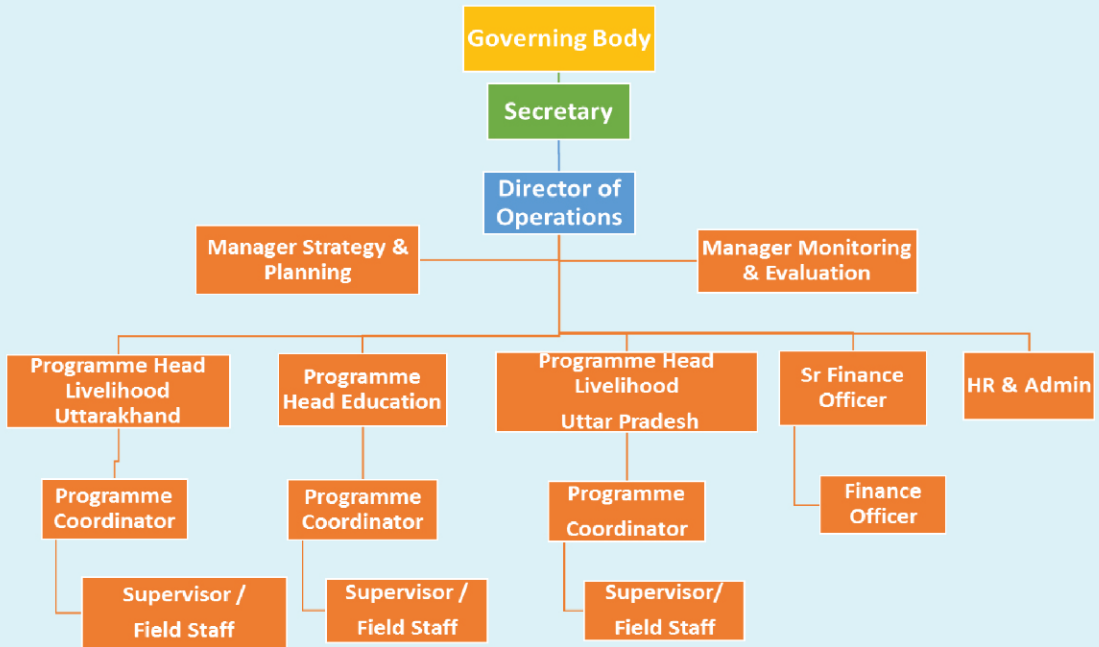 Governing Body
Secretary
Director of
Operations
Manager Strategy &
Planning
Manager Monitoring
& Evaluation
Programme Head
Livelihood
Uttarakhand
Programme
Head Education
Programme Head
Livelihood
Uttar Pradesh
Sr Finance
Officer
HR & Admin
Programme
Coordinator
Programme
Coordinator
Programme
Coordinator
Finance
Officer
Supervisor /
Field Staff
Supervisor /
Field Staff
Supervisor/
Field Staff